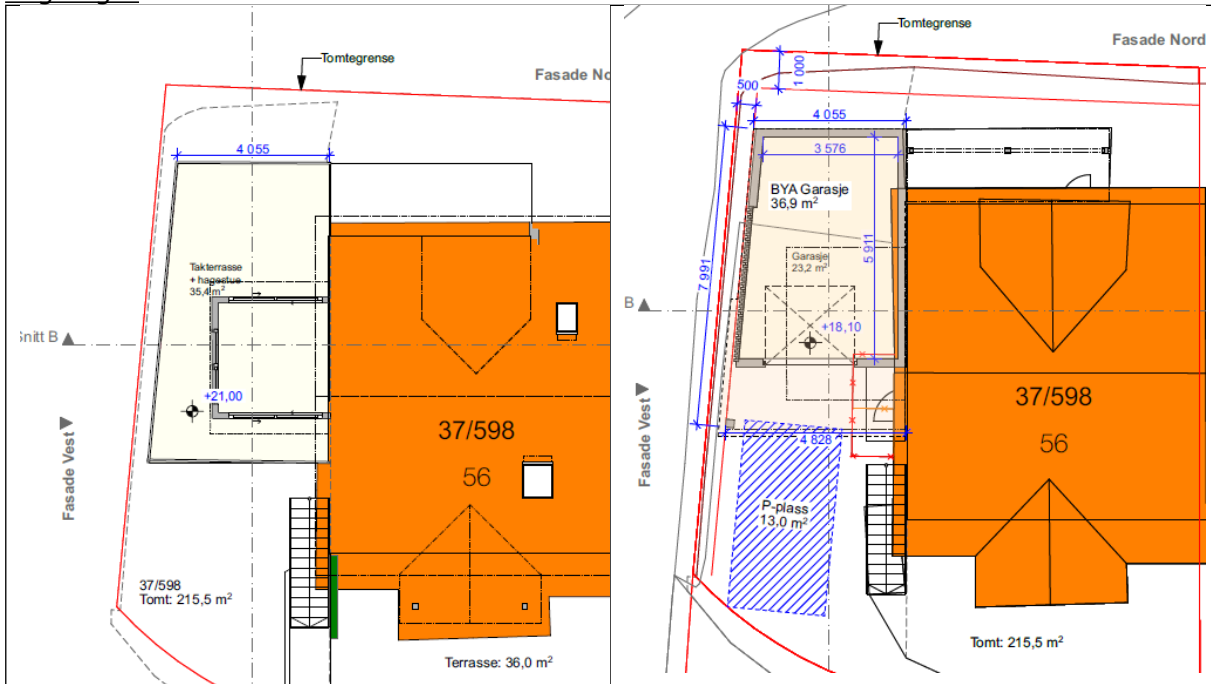 Tomtegrense
Fasade No
4 055
Takterrasse
+ hagestue
35,4 m²
Snitt B
+21,00
Fasade Vest
37/598
56
37/598
Tomt: 215,5 m²
Terrasse: 36,0 m²
Tomtegrense
Fasade Nord
1 000
500
4 055
3 576
BYA Garasje
36,9 m²
5 911
Garasje
23,2 m²
7 991
B
+18,10
Fasade Vest
37/598
4 828
56
P-plass
13,0 m²
Tomt: 215,5 m²